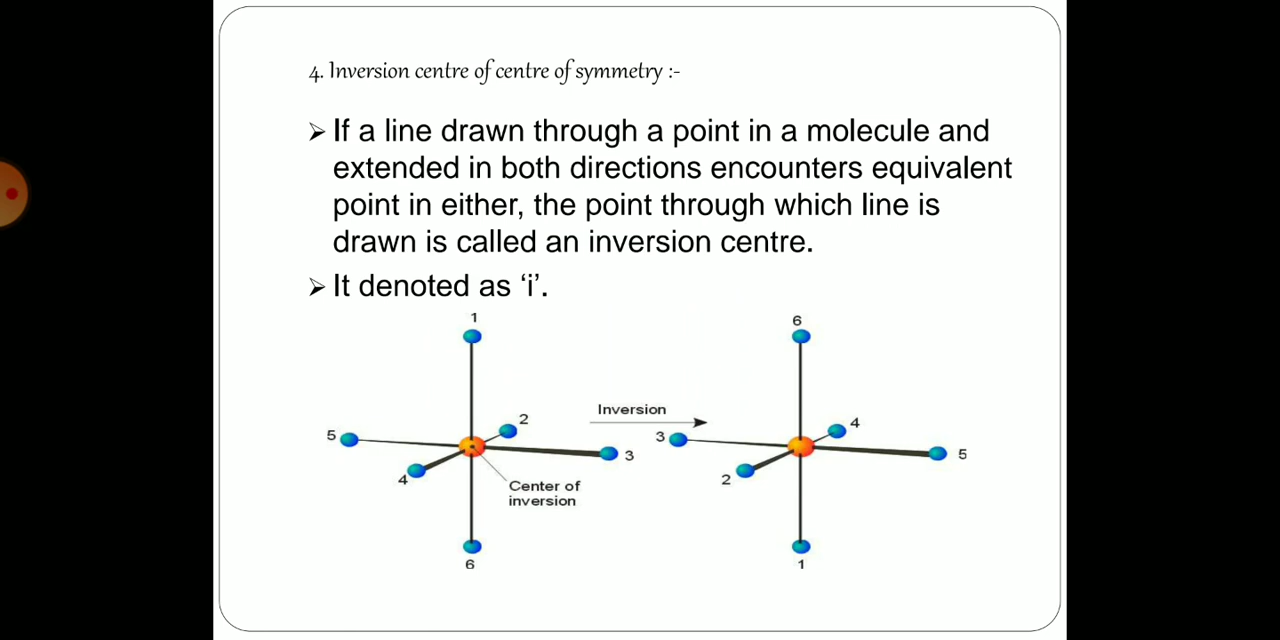 4. Inversion centre of centre of symmetry :-
➢ If a line drawn through a point in a molecule and
extended in both directions encounters equivalent
point in either, the point through which line is
drawn is called an inversion centre.
➢ It denoted as ‘i’.
1
6
2
4
Inversion
5
3
3
5
4
2
Center of
inversion
6
1